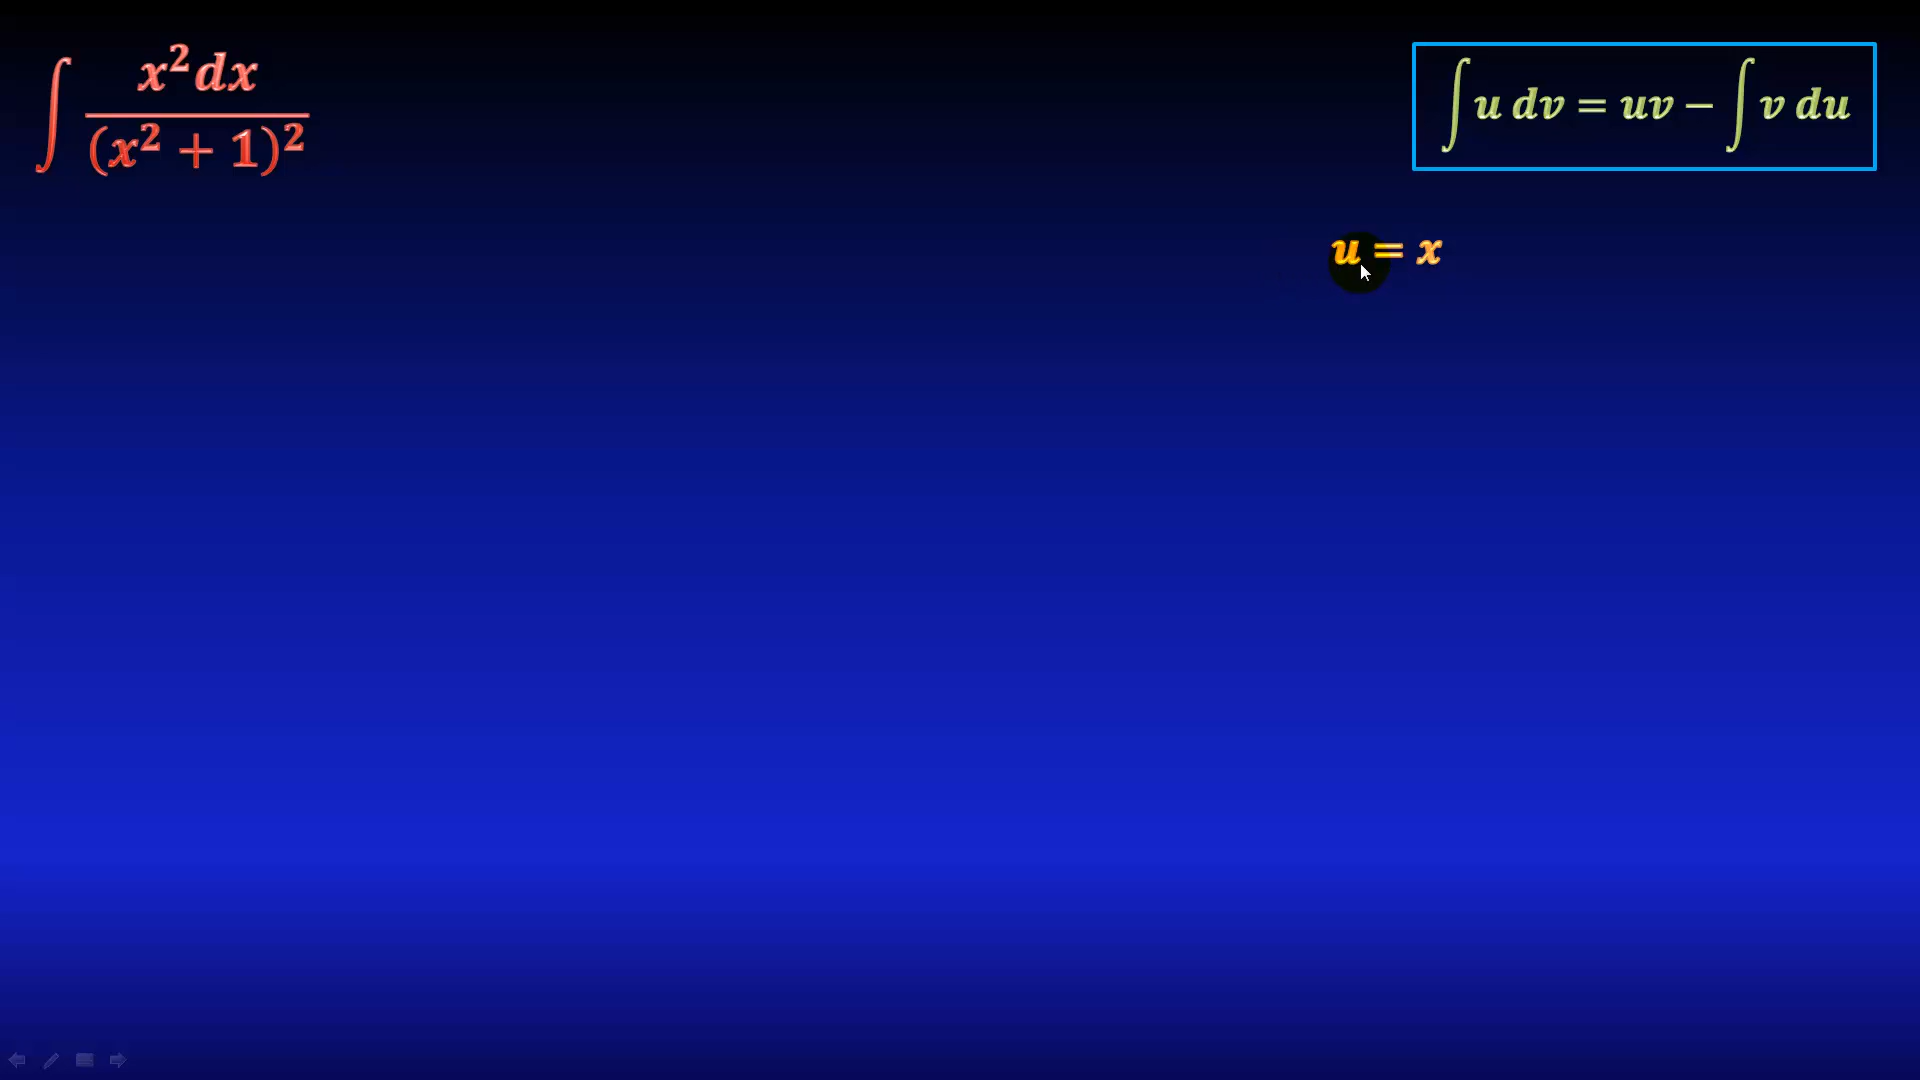 ∫ x²dx / (x² + 1)²
∫ u dv = uv − ∫ v du
u = x